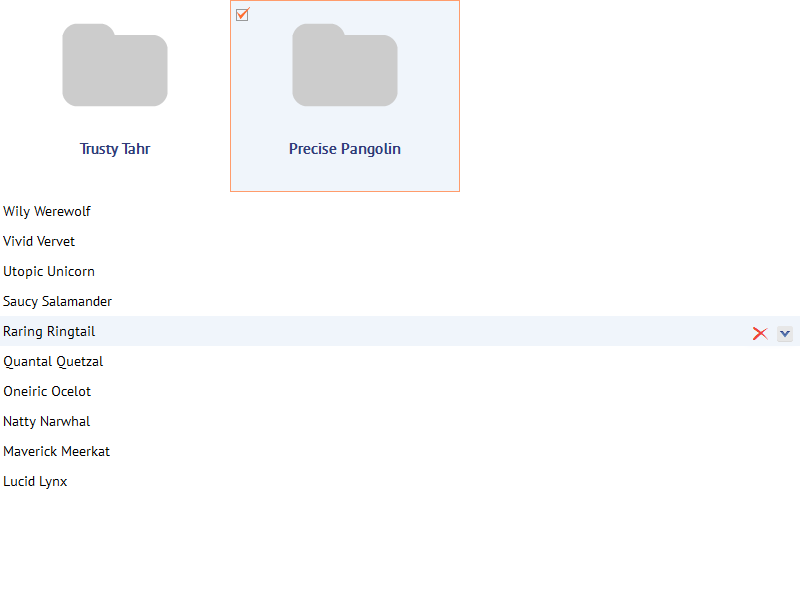 Trusty Tahr
Precise Pangolin
Wily Werewolf
Vivid Vervet
Utopic Unicorn
Saucy Salamander
Raring Ringtail
Quantal Quetzal
Oneiric Ocelot
Natty Narwhal
Maverick Meerkat
Lucid Lynx